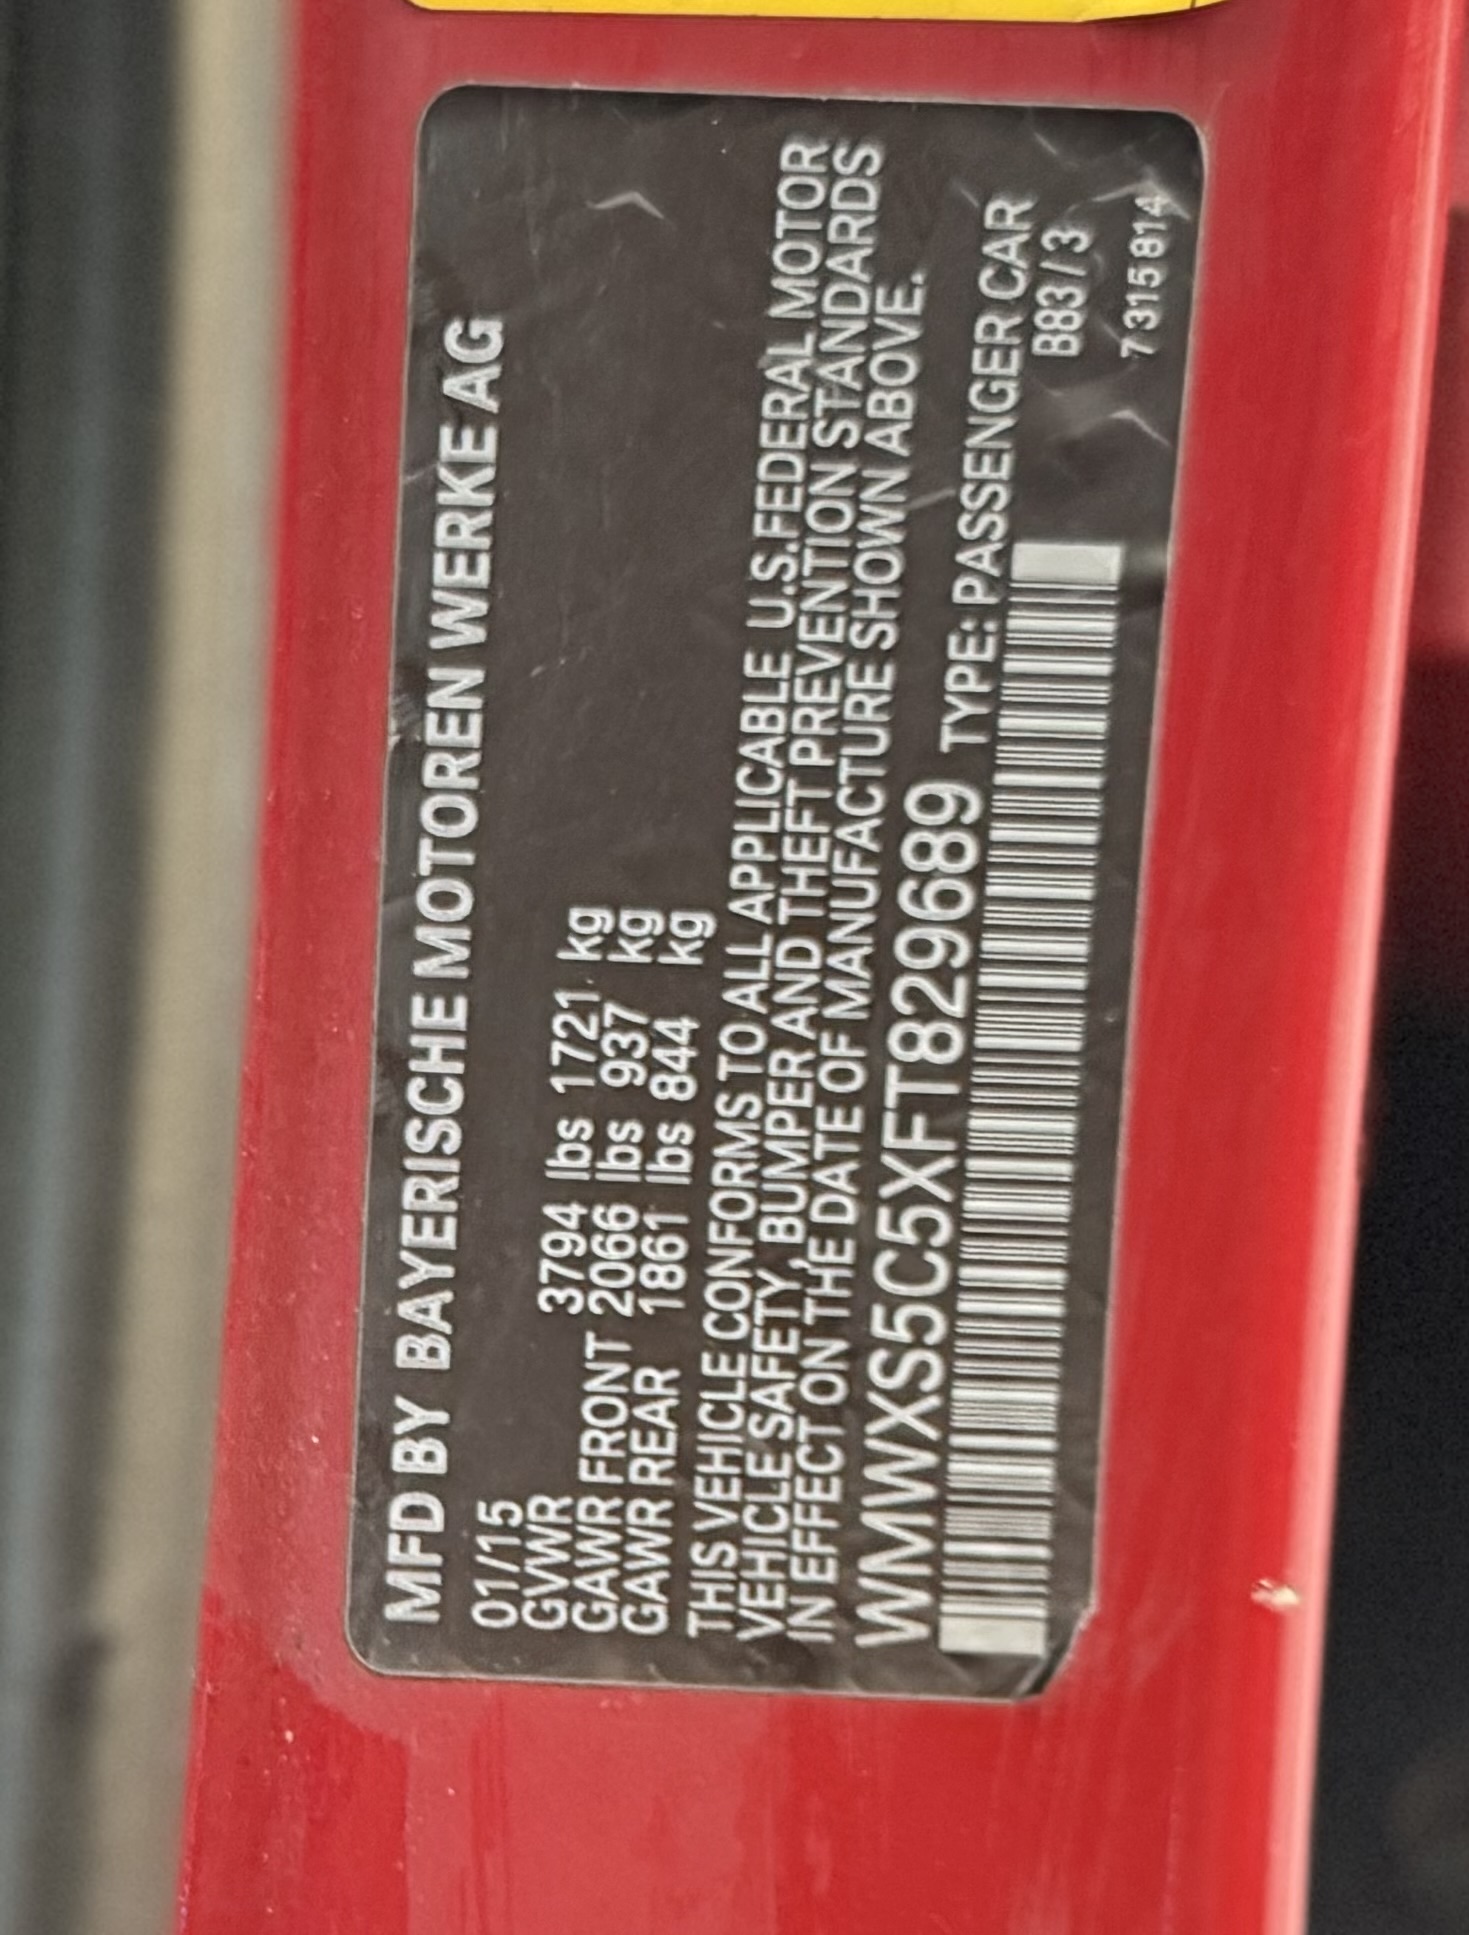 MFD BY BAYERISCHE MOTOREN WERKE AG
01/15
GVWR 3794 lbs 1721 kg
GAWR FRONT 2066 lbs 937 kg
GAWR REAR 1861 lbs 844 kg
THIS VEHICLE CONFORMS TO ALL APPLICABLE U.S.FEDERAL MOTOR
VEHICLE SAFETY, BUMPER AND THEFT PREVENTION STANDARDS
IN EFFECT ON THE DATE OF MANUFACTURE SHOWN ABOVE.
WMWXS5C5XFT829689 TYPE: PASSENGER CAR
B83/3
7315814